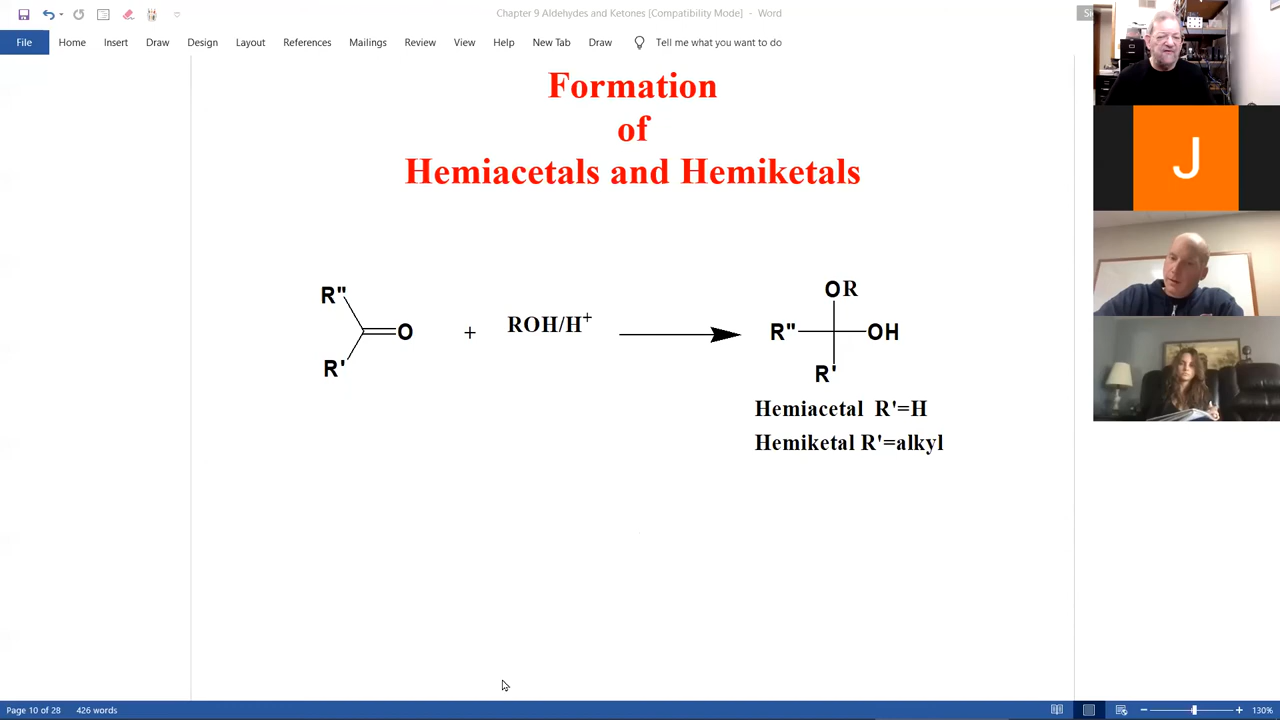 Chapter 9 Aldehydes and Ketones [Compatibility Mode] - Word
File Home Insert Draw Design Layout References Mailings Review View Help New Tab Draw Tell me what you want to do
Formation
of
Hemiacetals and Hemiketals
R"
R'
O
+
ROH/H+
OR
R"
OH
R'
Hemiacetal R'=H
Hemiketal R'=alkyl
J
Page 10 of 28 426 words
130%